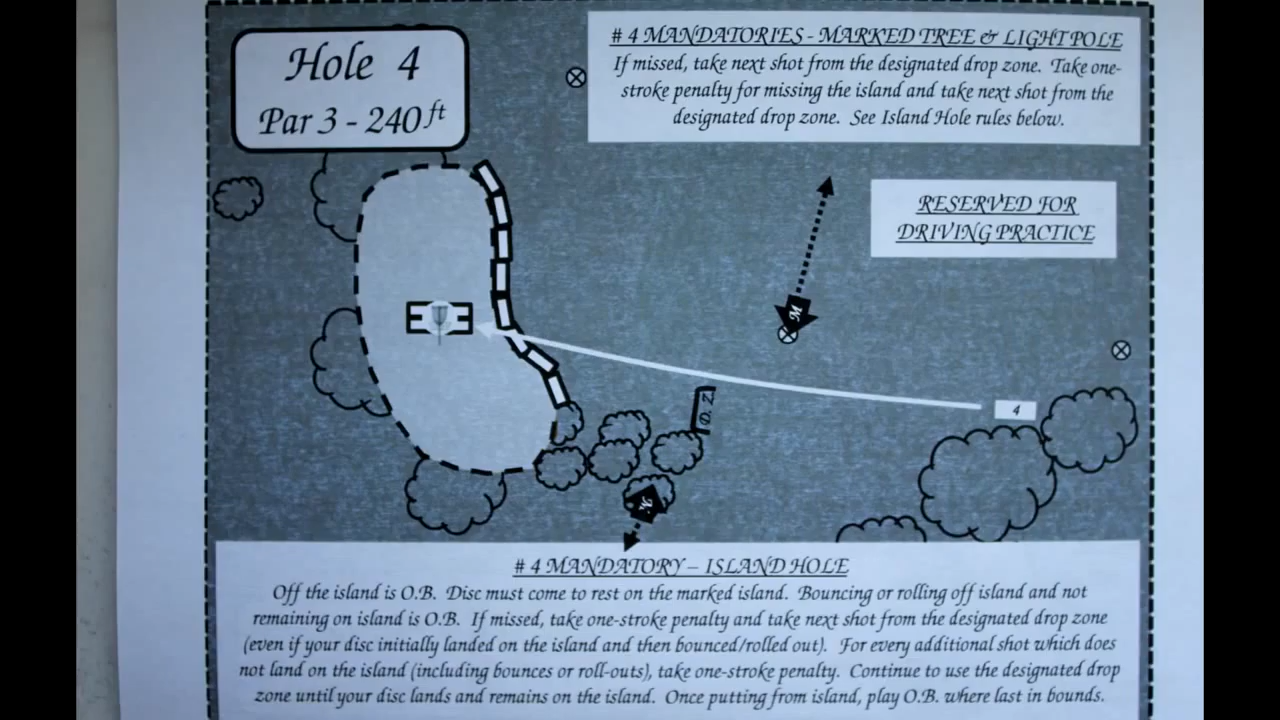 Hole 4
Par 3 - 240 ft
# 4 MANDATORIES - MARKED TREE & LIGHT POLE
If missed, take next shot from the designated drop zone. Take one-
stroke penalty for missing the island and take next shot from the
designated drop zone. See Island Hole rules below.
RESERVED FOR
DRIVING PRACTICE
M
D. Z
4
M
# 4 MANDATORY – ISLAND HOLE
Off the island is O.B. Disc must come to rest on the marked island. Bouncing or rolling off island and not
remaining on island is O.B. If missed, take one-stroke penalty and take next shot from the designated drop zone
(even if your disc initially landed on the island and then bounced/rolled out). For every additional shot which does
not land on the island (including bounces or roll-outs), take one-stroke penalty. Continue to use the designated drop
zone until your disc lands and remains on the island. Once putting from island, play O.B. where last in bounds.